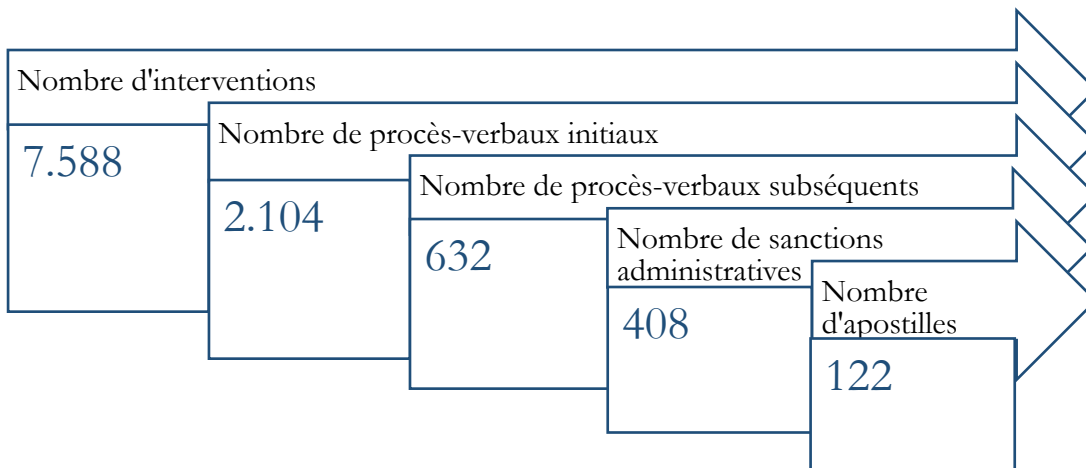 Nombre d'interventions
7.588
Nombre de procès-verbaux initiaux
2.104
Nombre de procès-verbaux subséquents
632
Nombre de sanctions
administratives
408
Nombre
d'apostilles
122